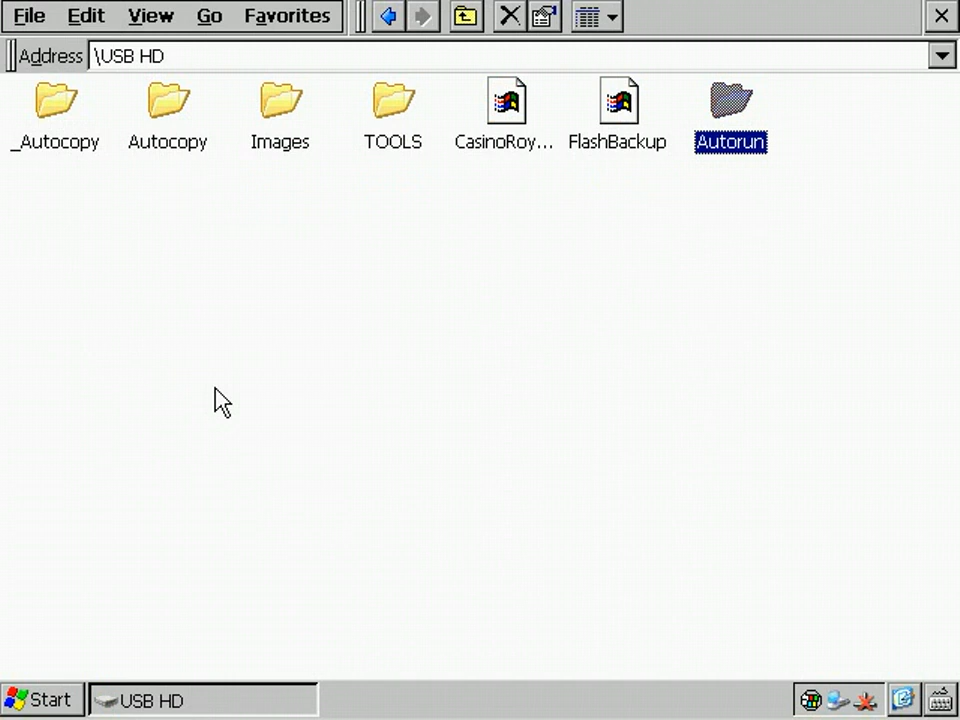 File Edit View Go Favorites
Address \USB HD
_Autocopy Autocopy Images TOOLS CasinoRoy... FlashBackup Autorun
Start USB HD